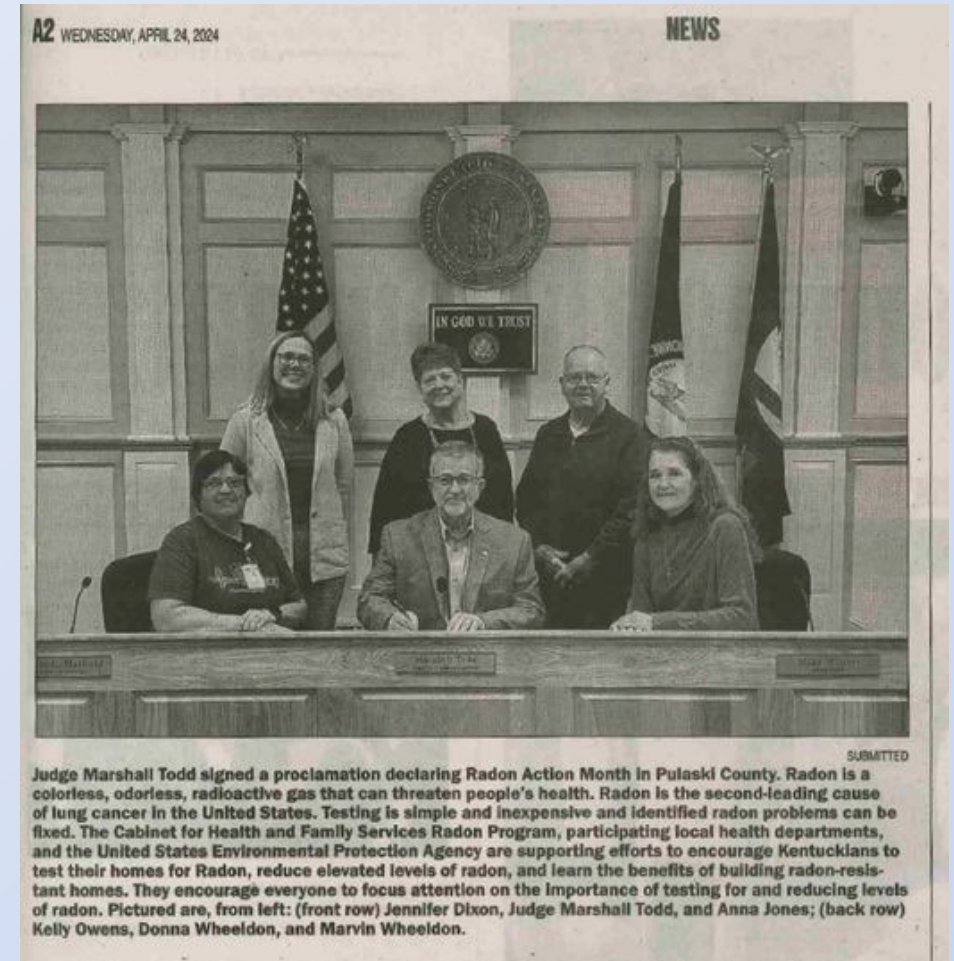 A2 WEDNESDAY, APRIL 24, 2024
NEWS
IN GOD WE TRUST
SUBMITTED
Judge Marshall Todd signed a proclamation declaring Radon Action Month in Pulaski County. Radon is a
colorless, odorless, radioactive gas that can threaten people's health. Radon is the second-leading cause
of lung cancer in the United States. Testing is simple and inexpensive and identified radon problems can be
fixed. The Cabinet for Health and Family Services Radon Program, participating local health departments,
and the United States Environmental Protection Agency are supporting efforts to encourage Kentuckians to
test their homes for Radon, reduce elevated levels of radon, and learn the benefits of building radon-resis-
tant homes. They encourage everyone to focus attention on the importance of testing for and reducing levels
of radon. Pictured are, from left: (front row) Jennifer Dixon, Judge Marshall Todd, and Anna Jones; (back row)
Kelly Owens, Donna Wheeldon, and Marvin Wheeldon.